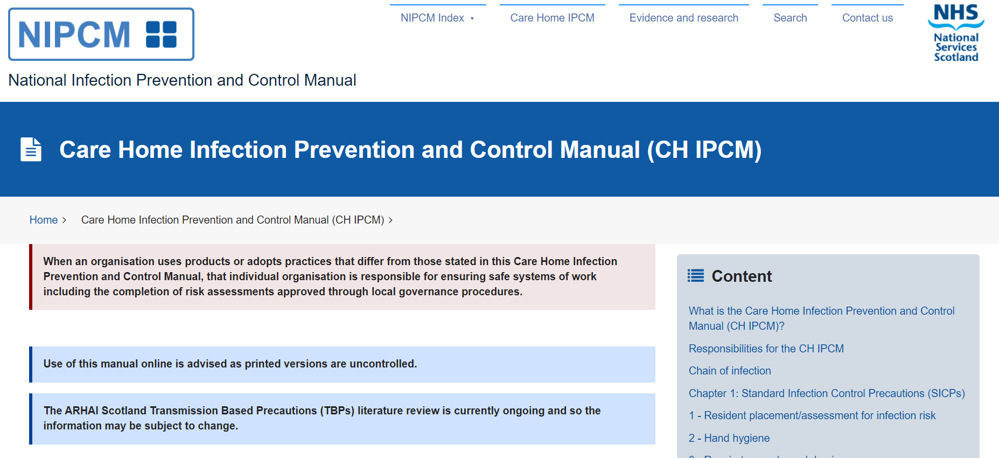 NIPCM
National Infection Prevention and Control Manual
NIPCM Index ▾
Care Home IPCM
Evidence and research
Search
Contact us
NHS
National
Services
Scotland
Care Home Infection Prevention and Control Manual (CH IPCM)
Home > Care Home Infection Prevention and Control Manual (CH IPCM) >
When an organisation uses products or adopts practices that differ from those stated in this Care Home Infection
Prevention and Control Manual, that individual organisation is responsible for ensuring safe systems of work
including the completion of risk assessments approved through local governance procedures.
Use of this manual online is advised as printed versions are uncontrolled.
The ARHAI Scotland Transmission Based Precautions (TBPs) literature review is currently ongoing and so the
information may be subject to change.
Content
What is the Care Home Infection Prevention and Control
Manual (CH IPCM)?
Responsibilities for the CH IPCM
Chain of infection
Chapter 1: Standard Infection Control Precautions (SICPs)
1 - Resident placement/assessment for infection risk
2 - Hand hygiene